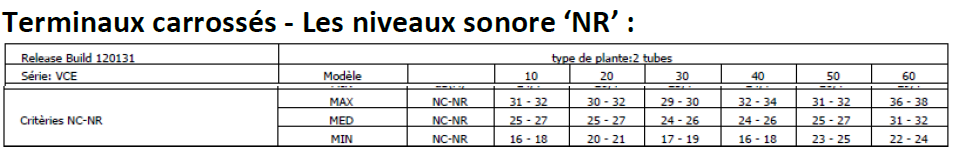 Terminaux carrossés - Les niveaux sonore ‘NR’ :
Release Build 120131 type de plante:2 tubes
Série: VCE Modèle 10 20 30 40 50 60
MAX NC-NR 31 - 32 30 - 32 29 - 30 32 - 34 31 - 32 36 - 38
Critèries NC-NR MED NC-NR 25 - 27 25 - 27 24 - 26 24 - 26 25 - 27 31 - 32
MIN NC-NR 16 - 18 20 - 21 17 - 19 16 - 18 23 - 25 22 - 24